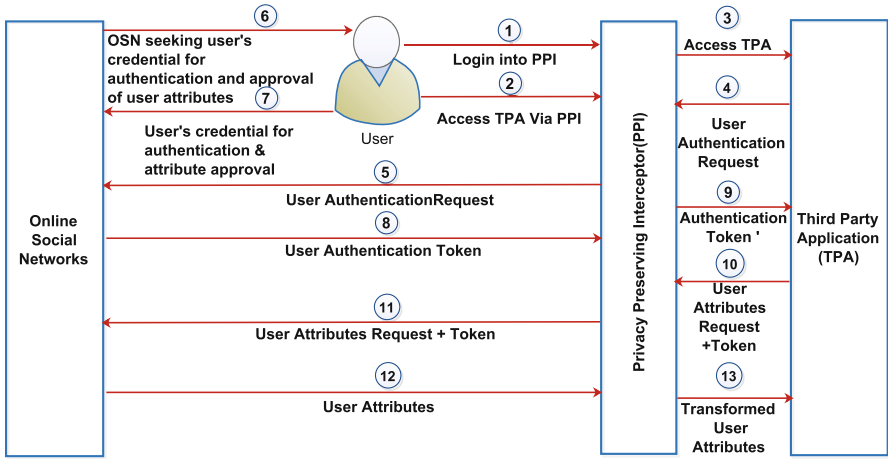 6
OSN seeking user's
credential for
authentication and approval
of user attributes
7
User's credential for
authentication &
attribute approval
User
1
Login into PPI
2
Access TPA Via PPI
3
Access TPA
4
User
Authentication
Request
5
User AuthenticationRequest
8
User Authentication Token
9
Authentication
Token '
10
User
Attributes
Request
+Token
11
User Attributes Request + Token
12
User Attributes
13
Transformed
User
Attributes
Online
Social
Networks
Privacy Preserving Interceptor(PPI)
Third Party
Application
(TPA)